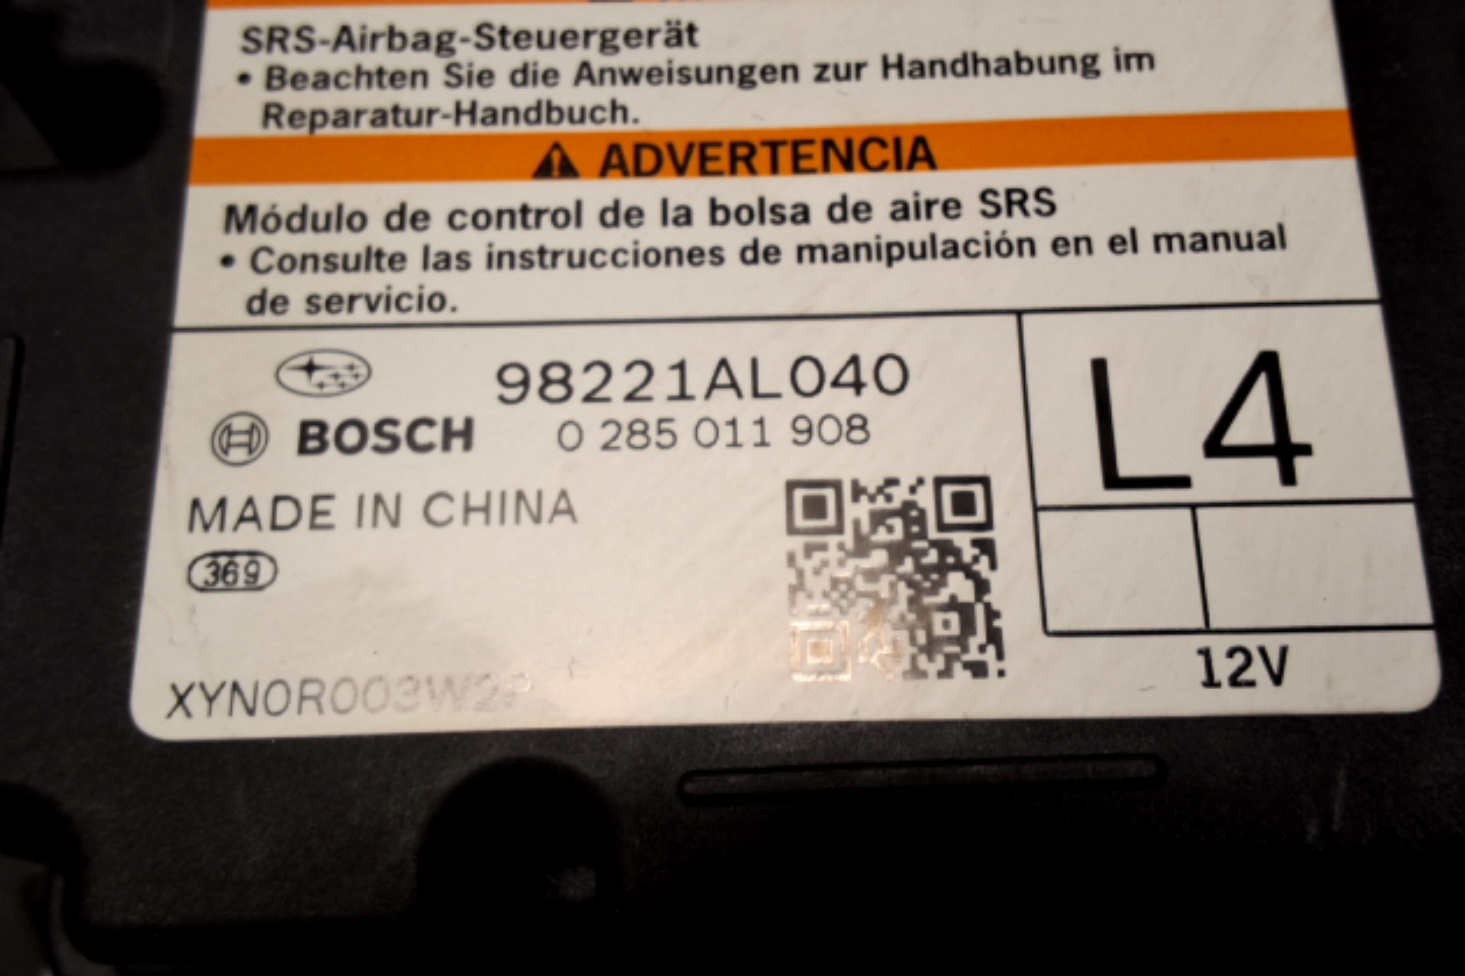 SRS-Airbag-Steuergerät
• Beachten Sie die Anweisungen zur Handhabung im
Reparatur-Handbuch.
⚠ ADVERTENCIA
Módulo de control de la bolsa de aire SRS
• Consulte las instrucciones de manipulación en el manual
de servicio.
98221AL040
L4
BOSCH 0 285 011 908
MADE IN CHINA
369
12V
XYN0R003W2P